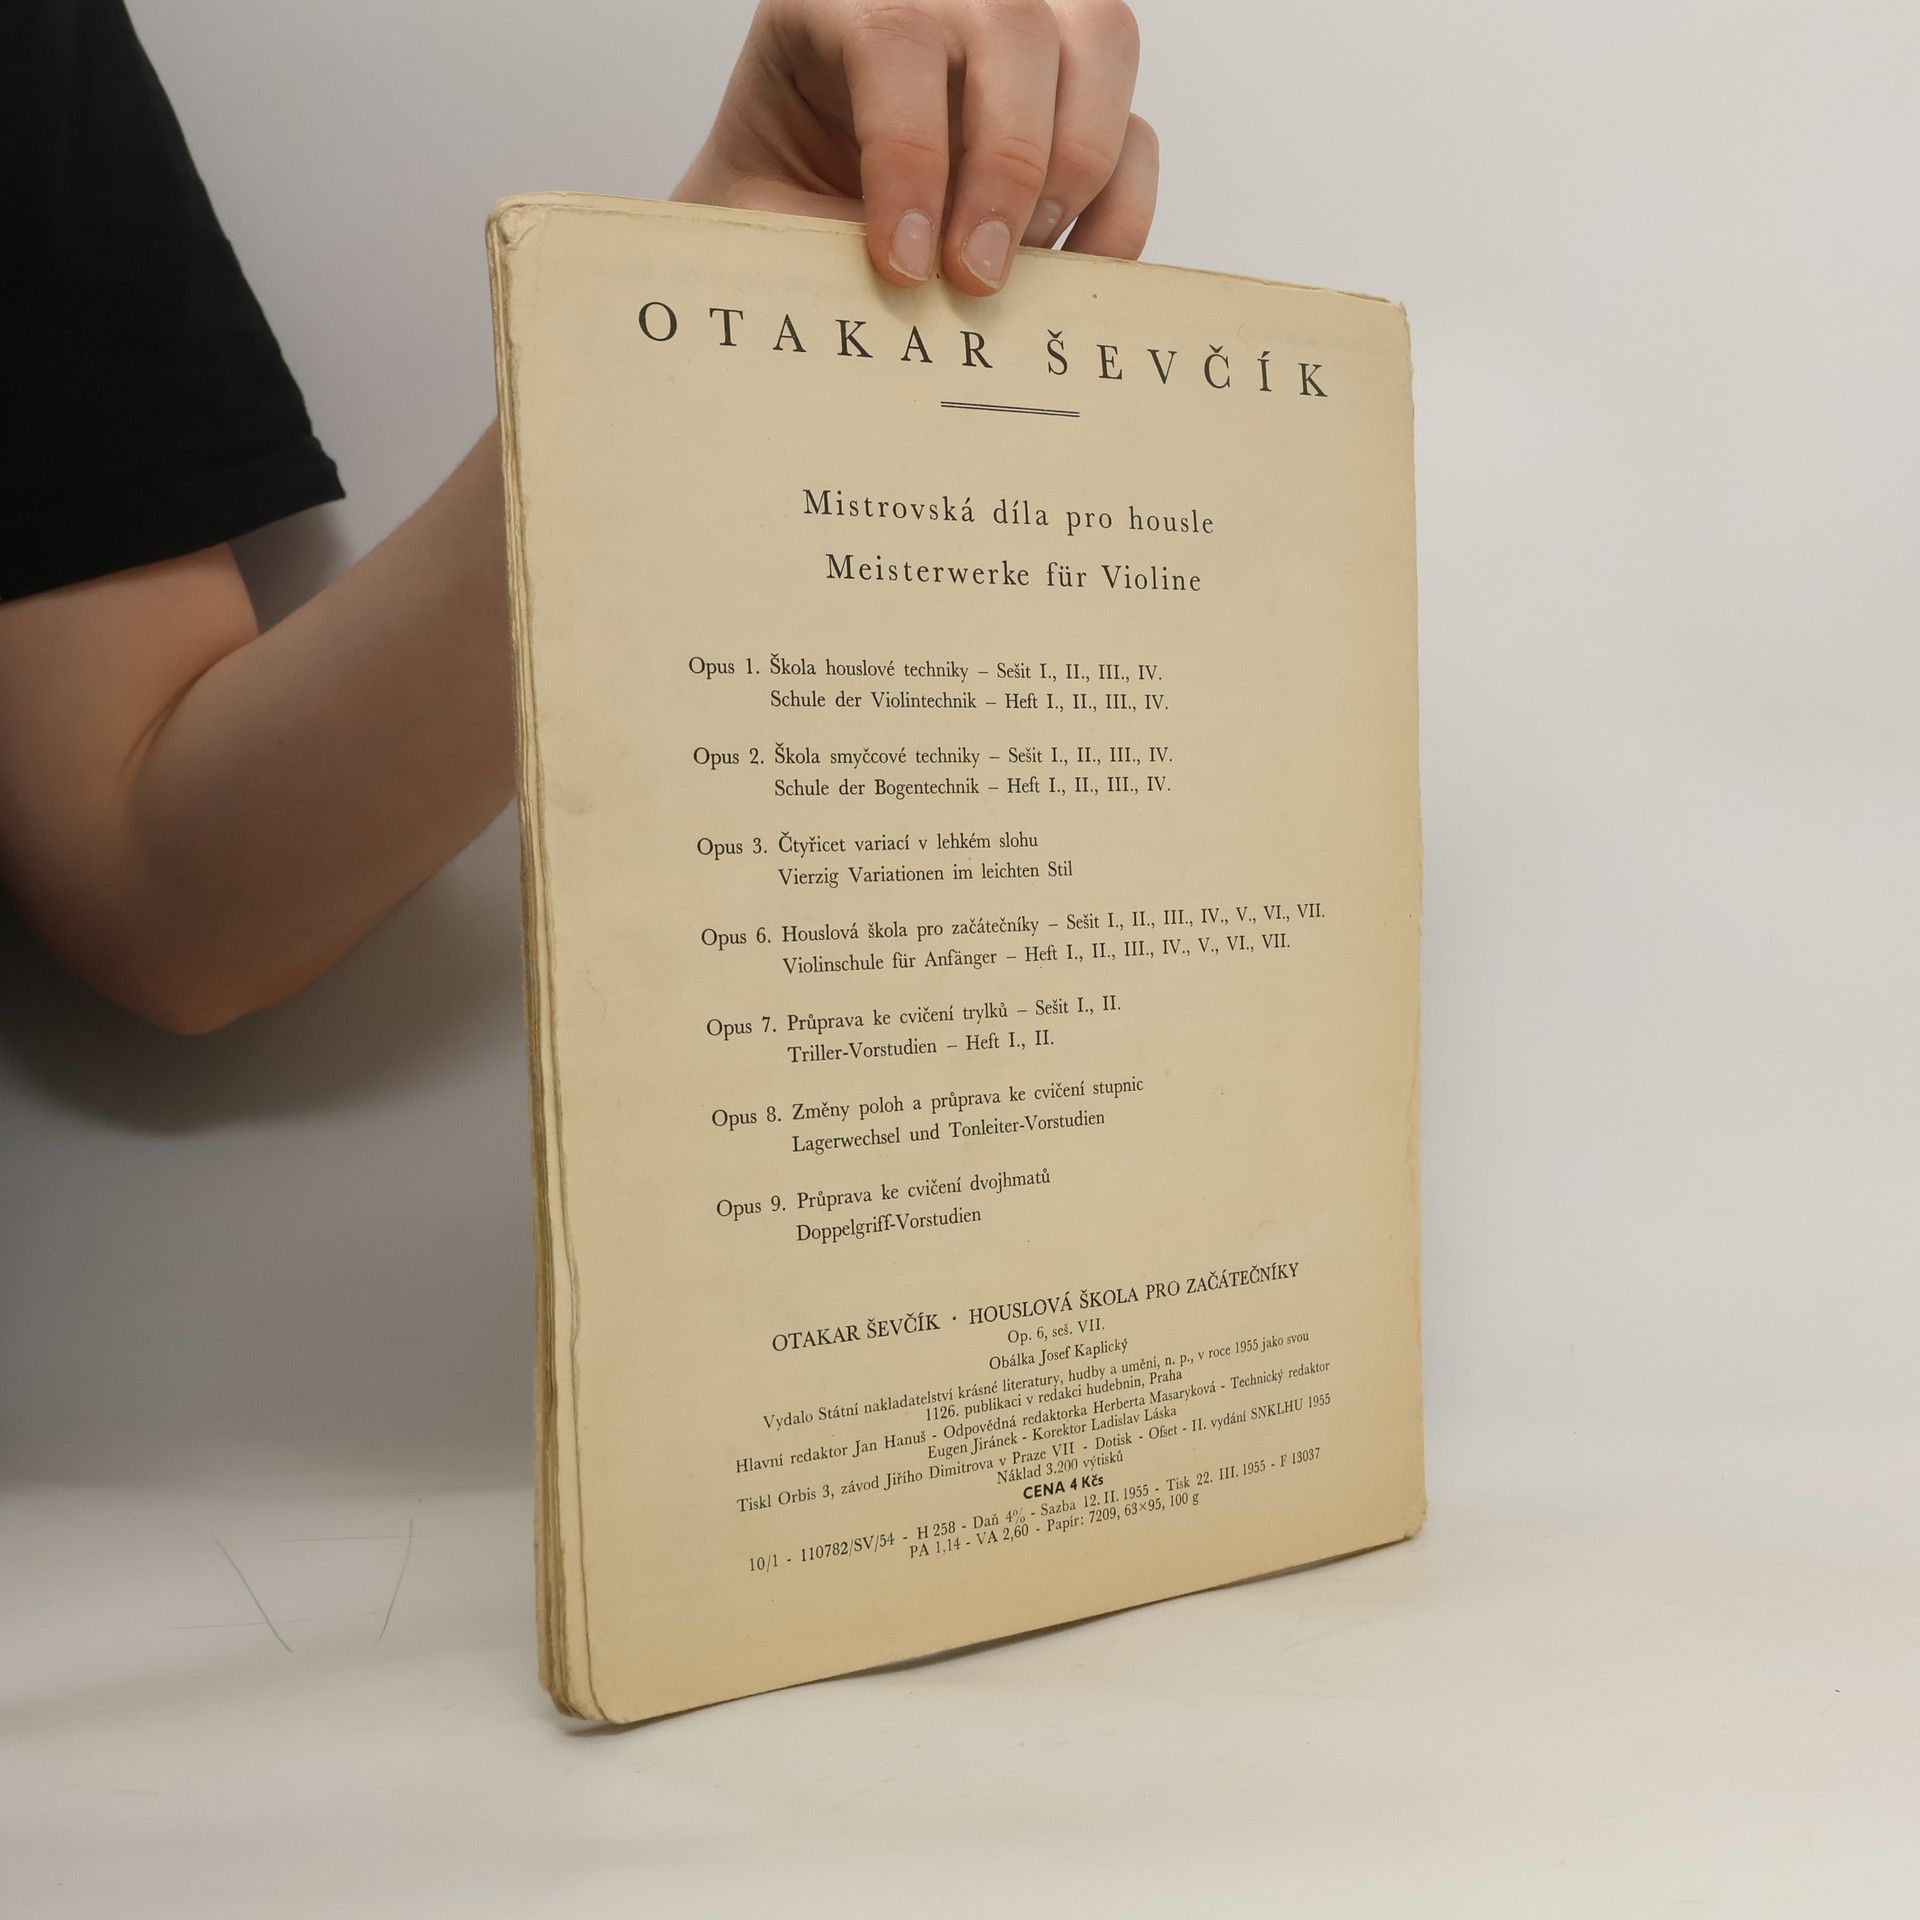 OTAKAR ŠEVČÍK
Mistrovská díla pro housle
Meisterwerke für Violine
Opus 1. Škola houslové techniky – Sešit I., II., III., IV.
Schule der Violintechnik – Heft I., II., III., IV.
Opus 2. Škola smyčcové techniky – Sešit I., II., III., IV.
Schule der Bogentechnik – Heft I., II., III., IV.
Opus 3. Čtyřicet variací v lehkém slohu
Vierzig Variationen im leichten Stil
Opus 6. Houslová škola pro začátečníky – Sešit I., II., III., IV., V., VI., VII.
Violinschule für Anfänger – Heft I., II., III., IV., V., VI., VII.
Opus 7. Průprava ke cvičení trylků – Sešit I., II.
Triller-Vorstudien – Heft I., II.
Opus 8. Změny poloh a průprava ke cvičení stupnic
Lagerwechsel und Tonleiter-Vorstudien
Opus 9. Průprava ke cvičení dvojhmatů
Doppelgriff-Vorstudien
OTAKAR ŠEVČÍK · HOUSLOVÁ ŠKOLA PRO ZAČÁTEČNÍKY
Op. 6, seš. VII.
Obálka Josef Kaplický
Vydalo Státní nakladatelství krásné literatury, hudby a umění, n. p., v roce 1955 jako svou
1126. publikaci v redakci hudebnin, Praha
Hlavní redaktor Jan Hanuš - Odpovědná redaktorka Herberta Masaryková - Technický redaktor
Eugen Jiránek - Korektor Ladislav Láska
Tiskl Orbis 3, závod Jiřího Dimitrova v Praze VII - Dotisk - Ofset - II. vydání SNKLHU 1955
Náklad 3.200 výtisků
CENA 4 Kčs
10/1 - 110782/SV/54 - H 258 - Daň 4% - Sazba 12. II. 1955 - Tisk 22. III. 1955 - F 13037
PA 1,14 - VA 2,60 - Papír: 7209, 63×95, 100 g